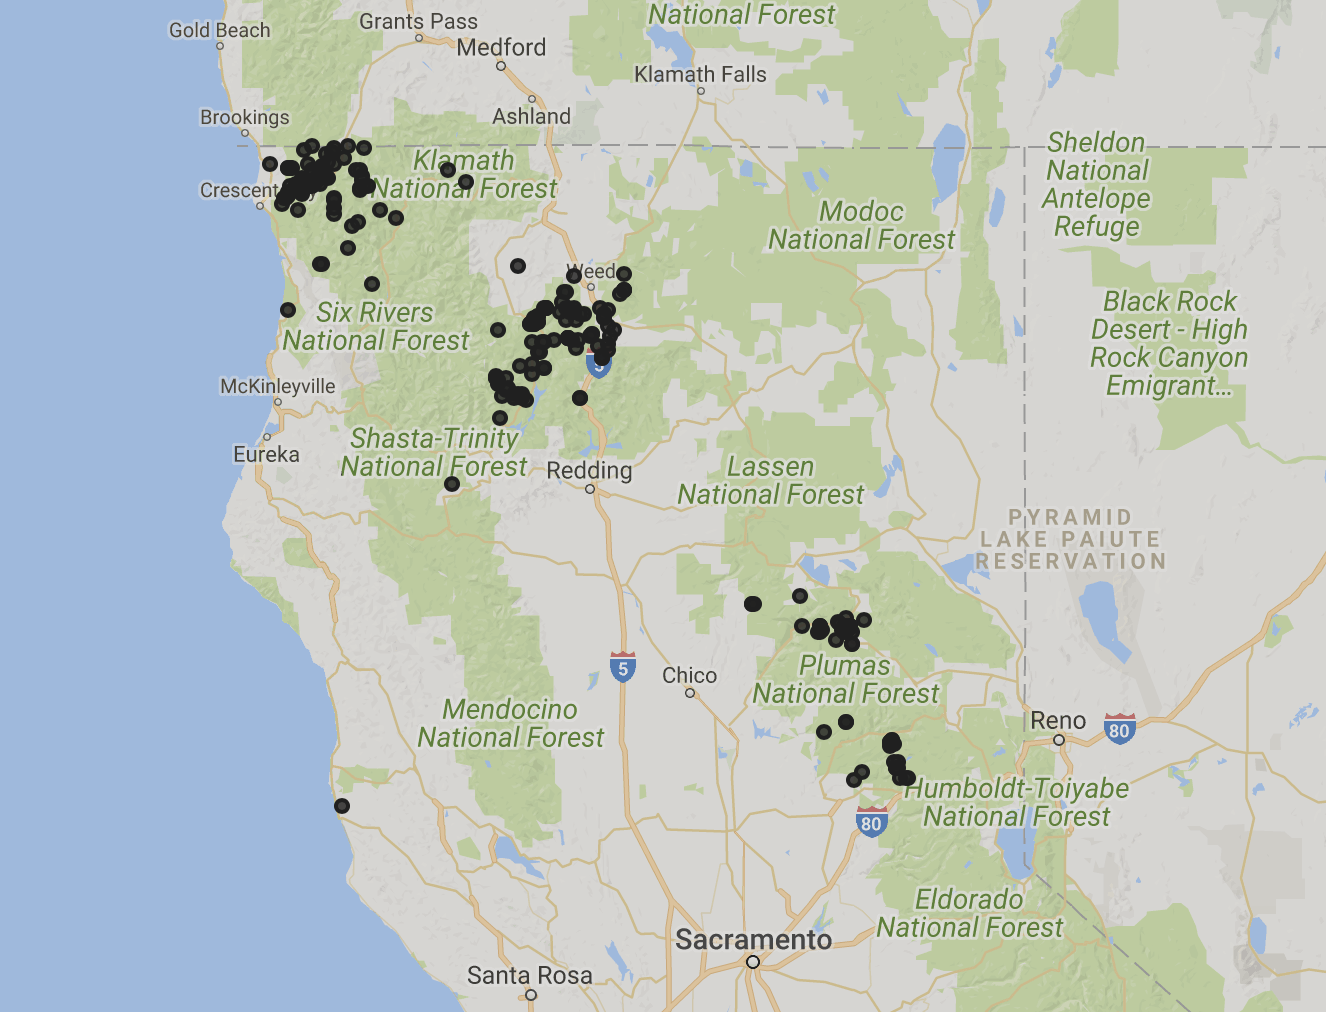 National Forest
Gold Beach
Grants Pass
Medford
Klamath Falls
Brookings
Ashland
Klamath
National Forest
Crescent
Sheldon
National
Antelope
Refuge
Modoc
National Forest
Weed
Six Rivers
National Forest
Black Rock
Desert - High
Rock Canyon
Emigrant...
5
McKinleyville
Eureka
Shasta-Trinity
National Forest
Redding
Lassen
National Forest
PYRAMID
LAKE PAIUTE
RESERVATION
5
Chico
Plumas
National Forest
Mendocino
National Forest
Reno
80
Humboldt-Toiyabe
National Forest
80
Eldorado
National Forest
Sacramento
Santa Rosa